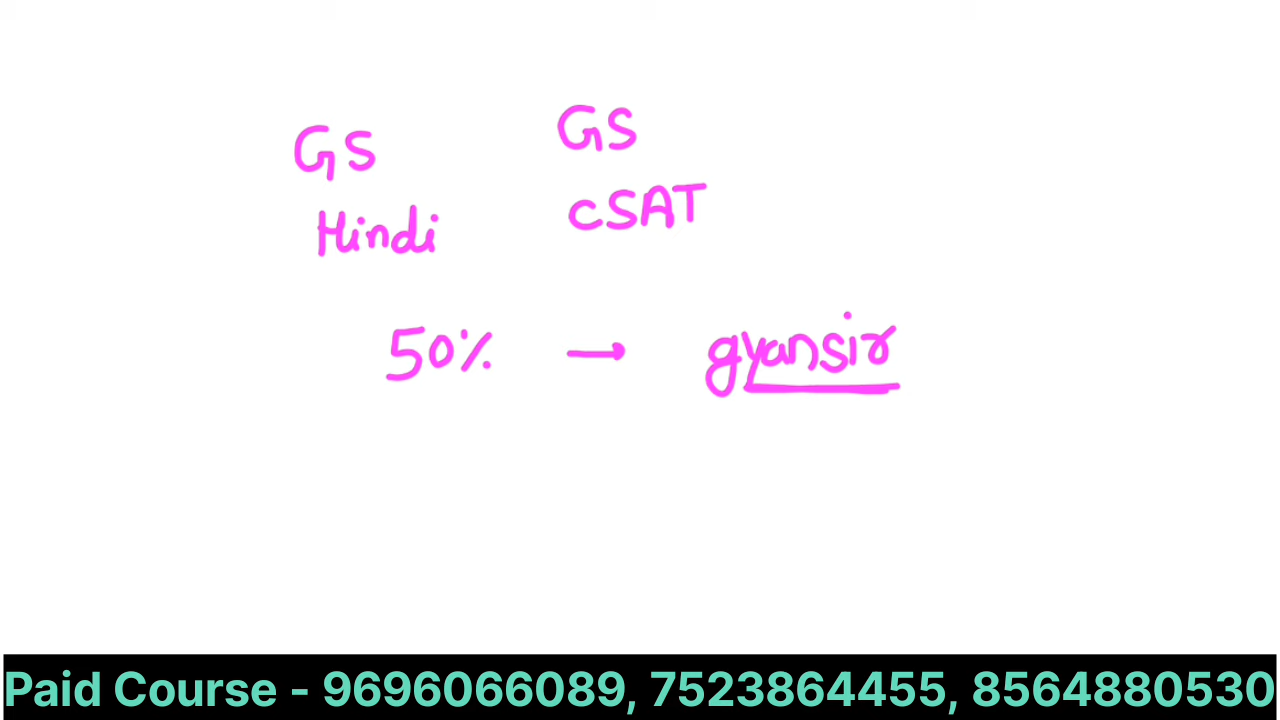 GS GS
Hindi CSAT
50% → gyansir
Paid Course - 9696066089, 7523864455, 8564880530